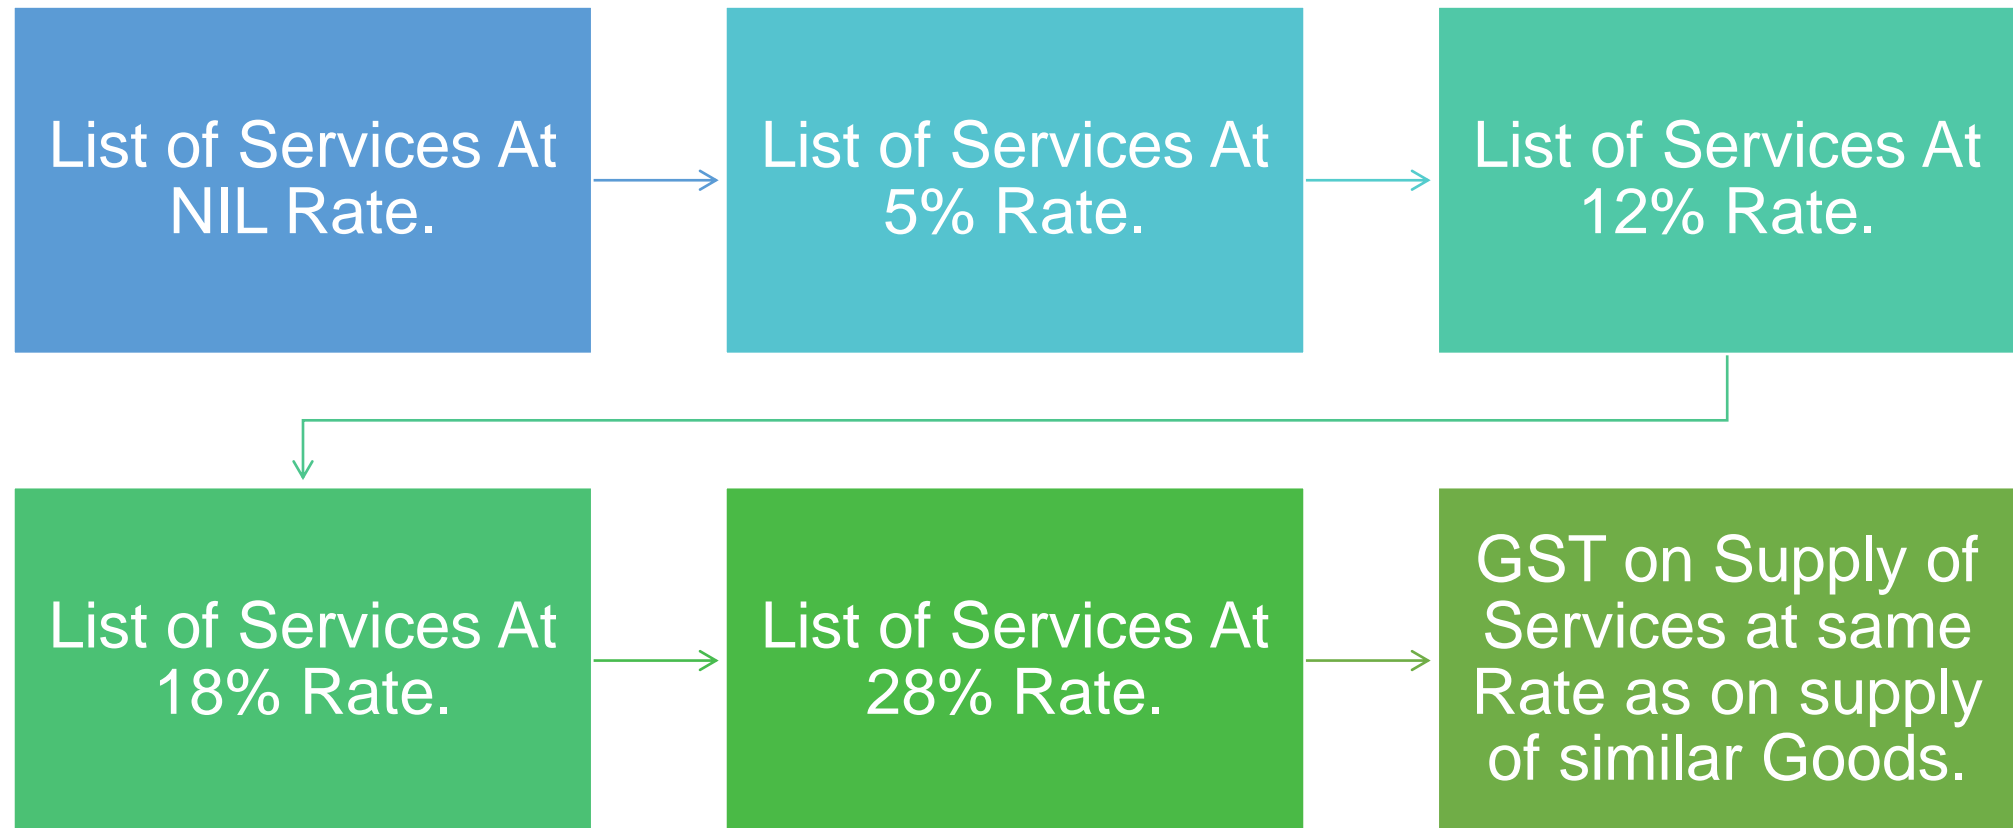 List of Services At
NIL Rate.
List of Services At
5% Rate.
List of Services At
12% Rate.
List of Services At
18% Rate.
List of Services At
28% Rate.
GST on Supply of
Services at same
Rate as on supply
of similar Goods.